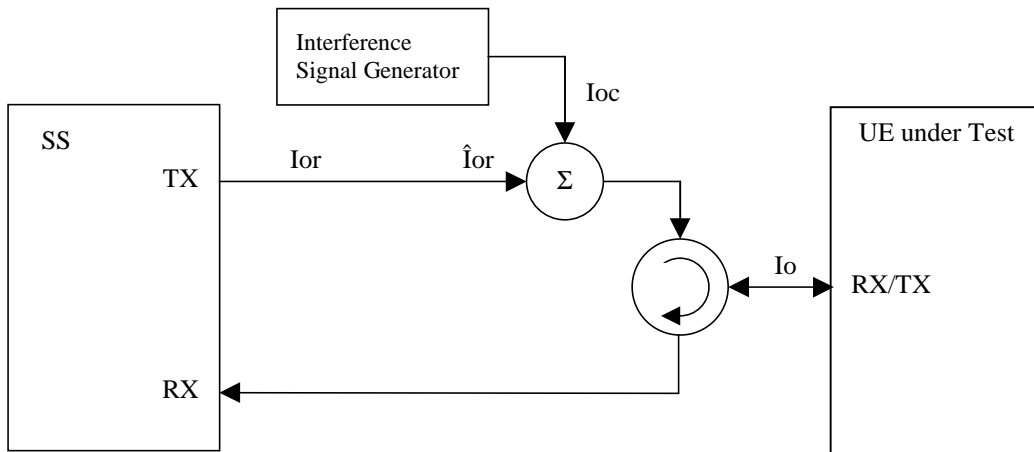 Interference
Signal Generator
Ioc
SS
UE under Test
Ior
Îor
TX
Σ
Io
RX/TX
RX